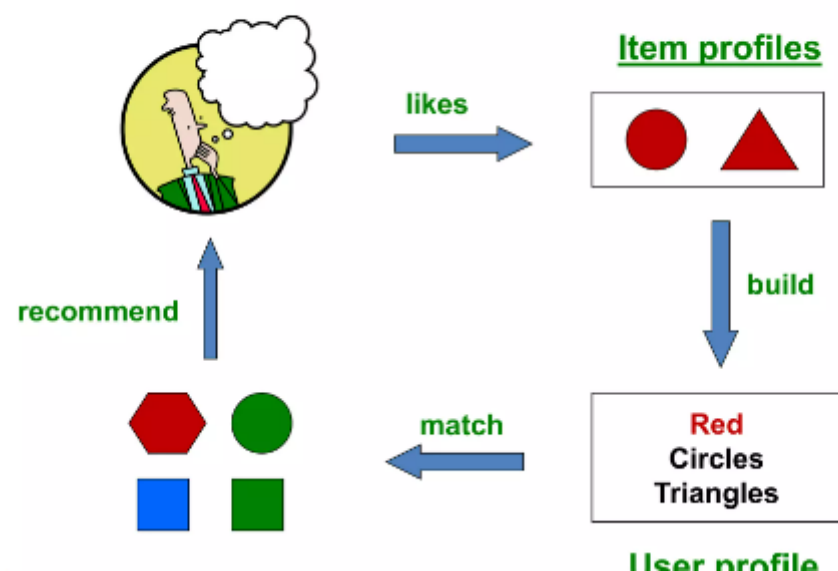 Item profiles
likes
build
recommend
match
Red
Circles
Triangles
User profile